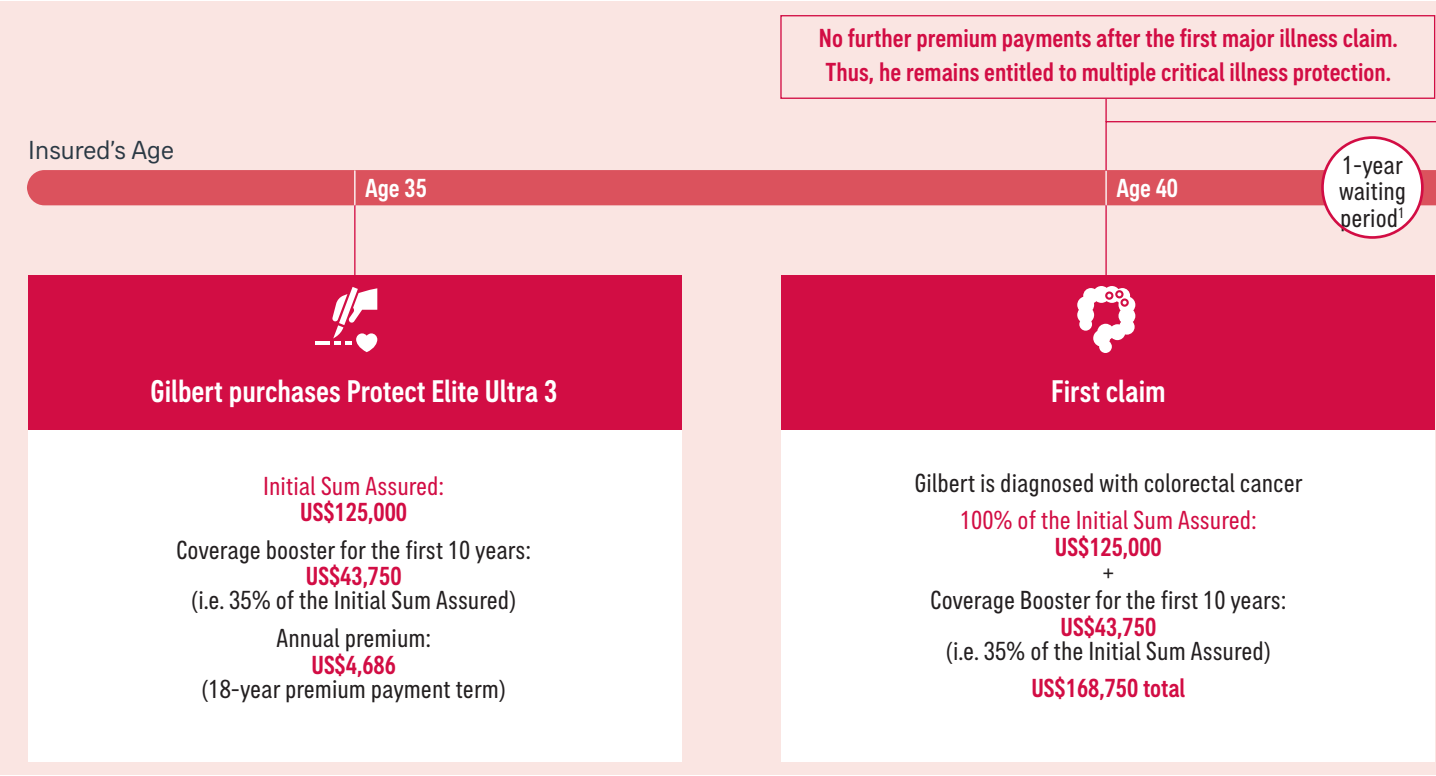 No further premium payments after the first major illness claim.
Thus, he remains entitled to multiple critical illness protection.
Insured's Age
Age 35
Age 40
1-year
waiting
period¹
Gilbert purchases Protect Elite Ultra 3
Initial Sum Assured:
US$125,000
Coverage booster for the first 10 years:
US$43,750
(i.e. 35% of the Initial Sum Assured)
Annual premium:
US$4,686
(18-year premium payment term)
First claim
Gilbert is diagnosed with colorectal cancer
100% of the Initial Sum Assured:
US$125,000
+
Coverage Booster for the first 10 years:
US$43,750
(i.e. 35% of the Initial Sum Assured)
US$168,750 total